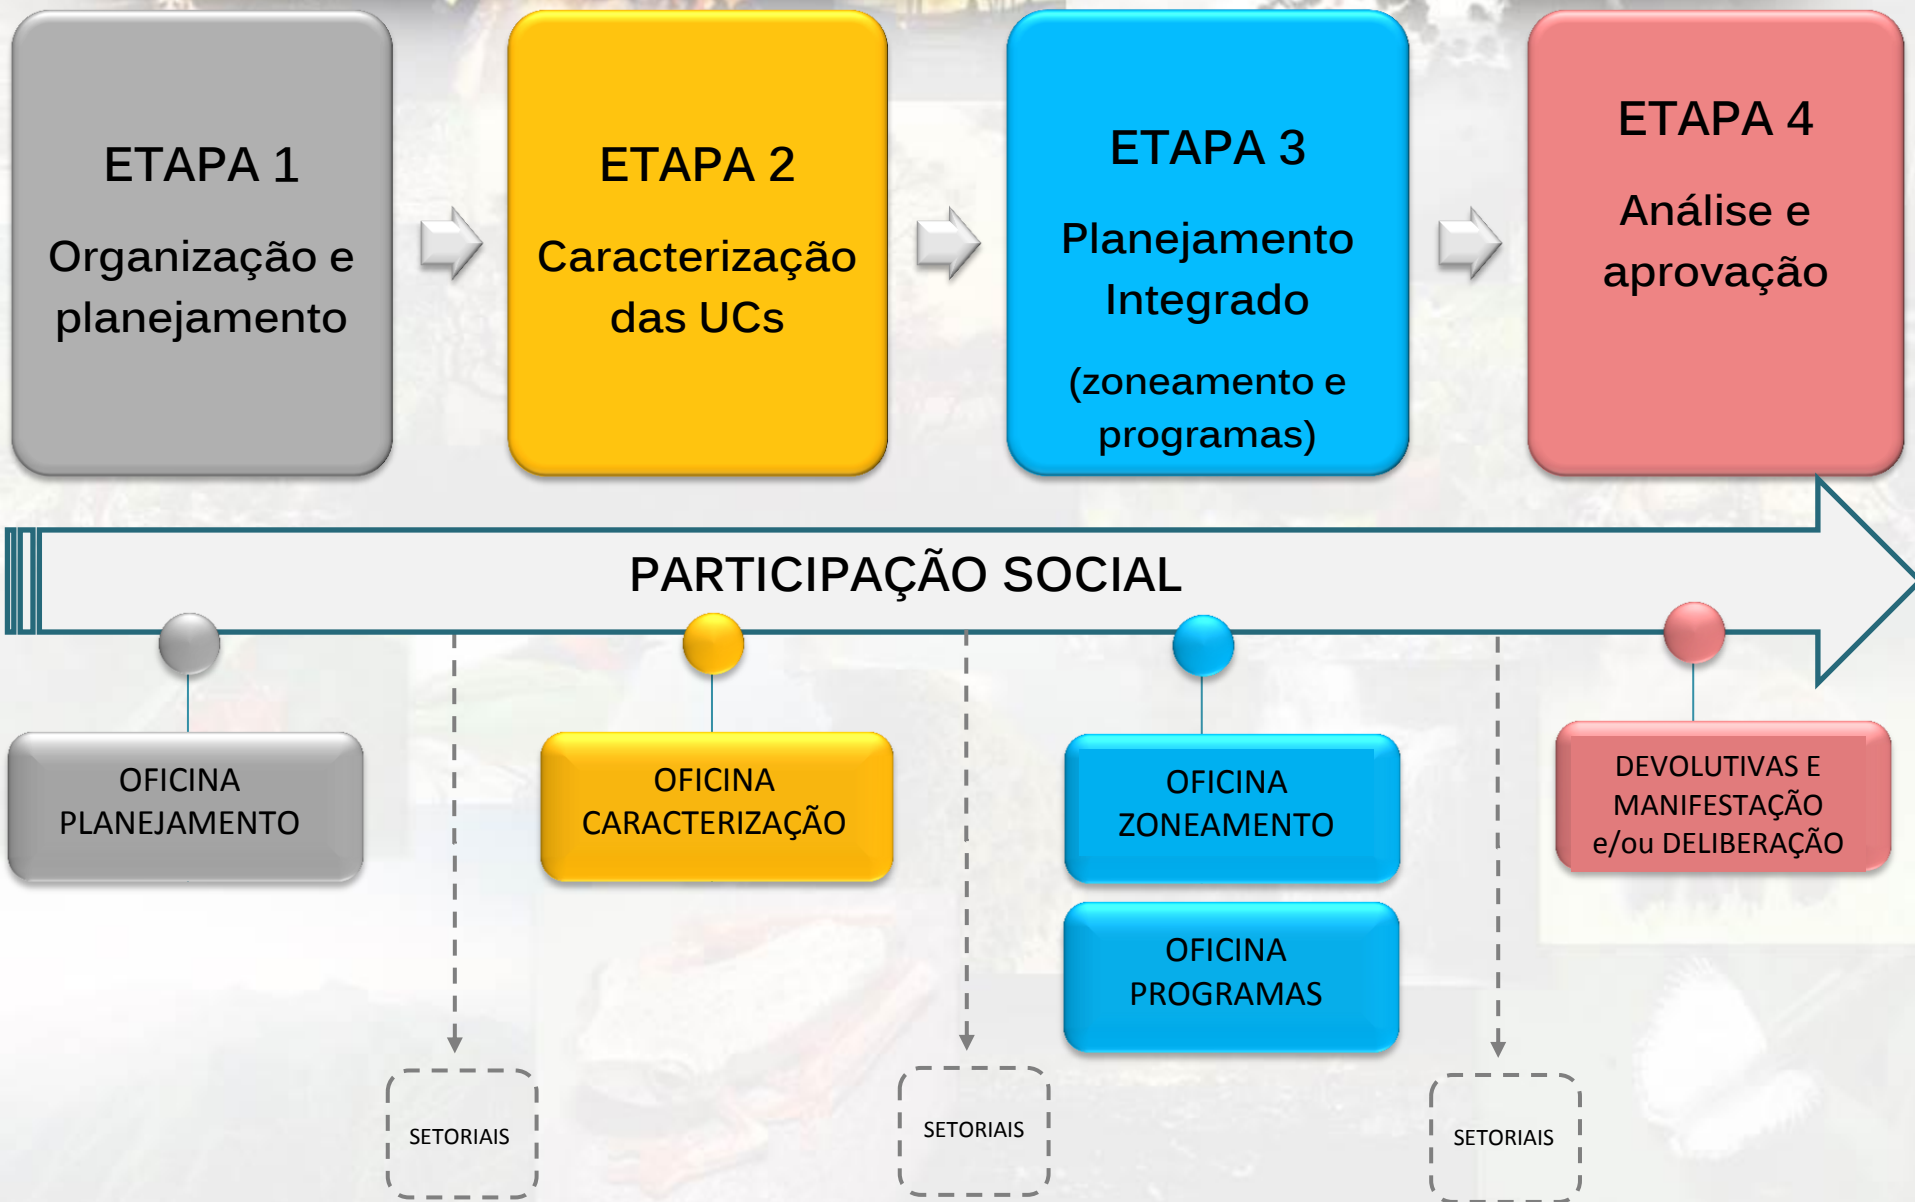 ETAPA 1
Organização e
planejamento
ETAPA 2
Caracterização
das UCs
ETAPA 3
Planejamento
Integrado
(zoneamento e
programas)
ETAPA 4
Análise e
aprovação
PARTICIPAÇÃO SOCIAL
OFICINA
PLANEJAMENTO
OFICINA
CARACTERIZAÇÃO
OFICINA
ZONEAMENTO
OFICINA
PROGRAMAS
DEVOLUTIVAS E
MANIFESTAÇÃO
e/ou DELIBERAÇÃO
SETORIAIS
SETORIAIS
SETORIAIS